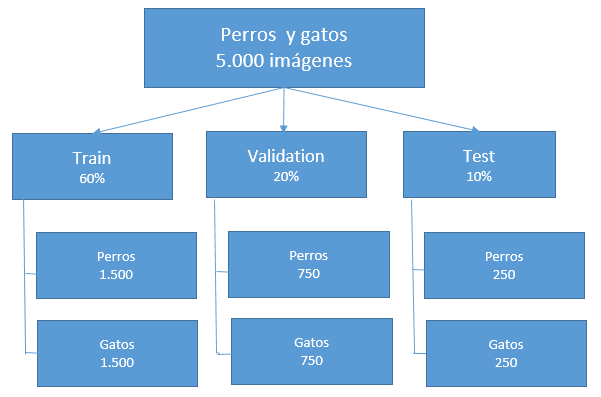 Perros y gatos
5.000 imágenes
Train
60%
Validation
20%
Test
10%
Perros
1.500
Perros
750
Perros
250
Gatos
1.500
Gatos
750
Gatos
250